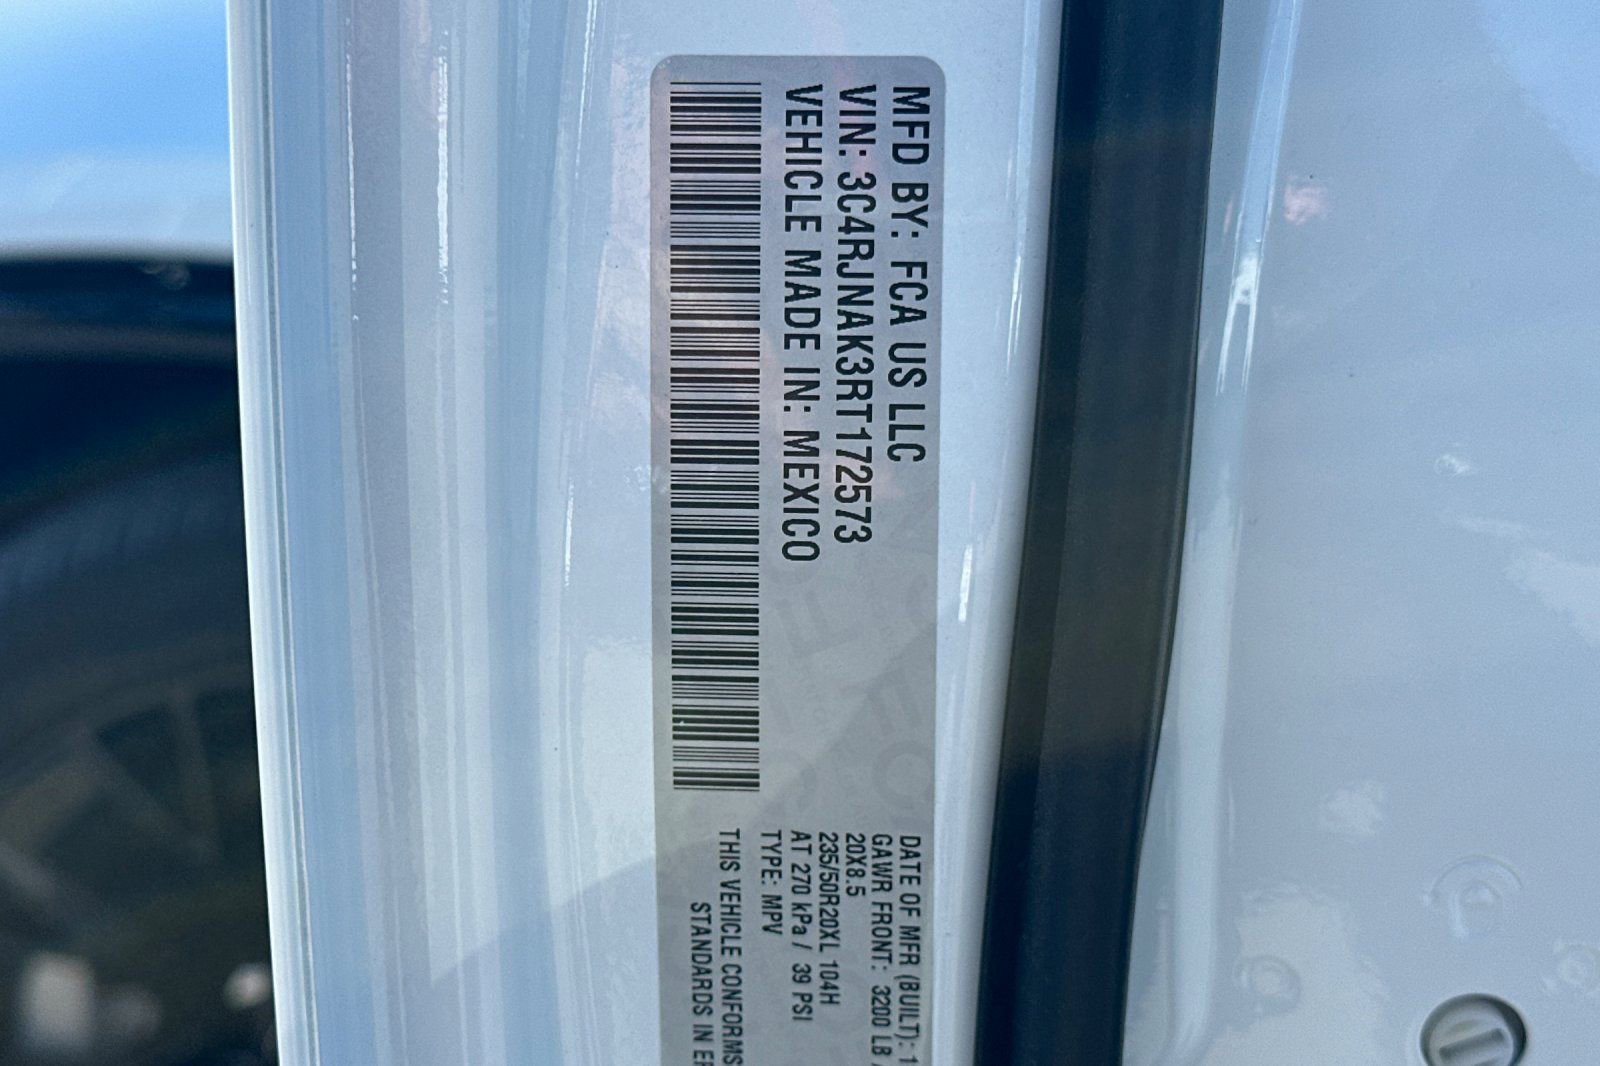 MFD BY: FCA US LLC
VIN: 3C4RJNAK3RT172573
VEHICLE MADE IN: MEXICO
DATE OF MFR (BUILT): 1
GAWR FRONT: 3200 LB
20X8.5
235/50R20XL 104H
AT 270 kPa / 39 PSI
TYPE: MPV
THIS VEHICLE CONFORMS
STANDARDS IN